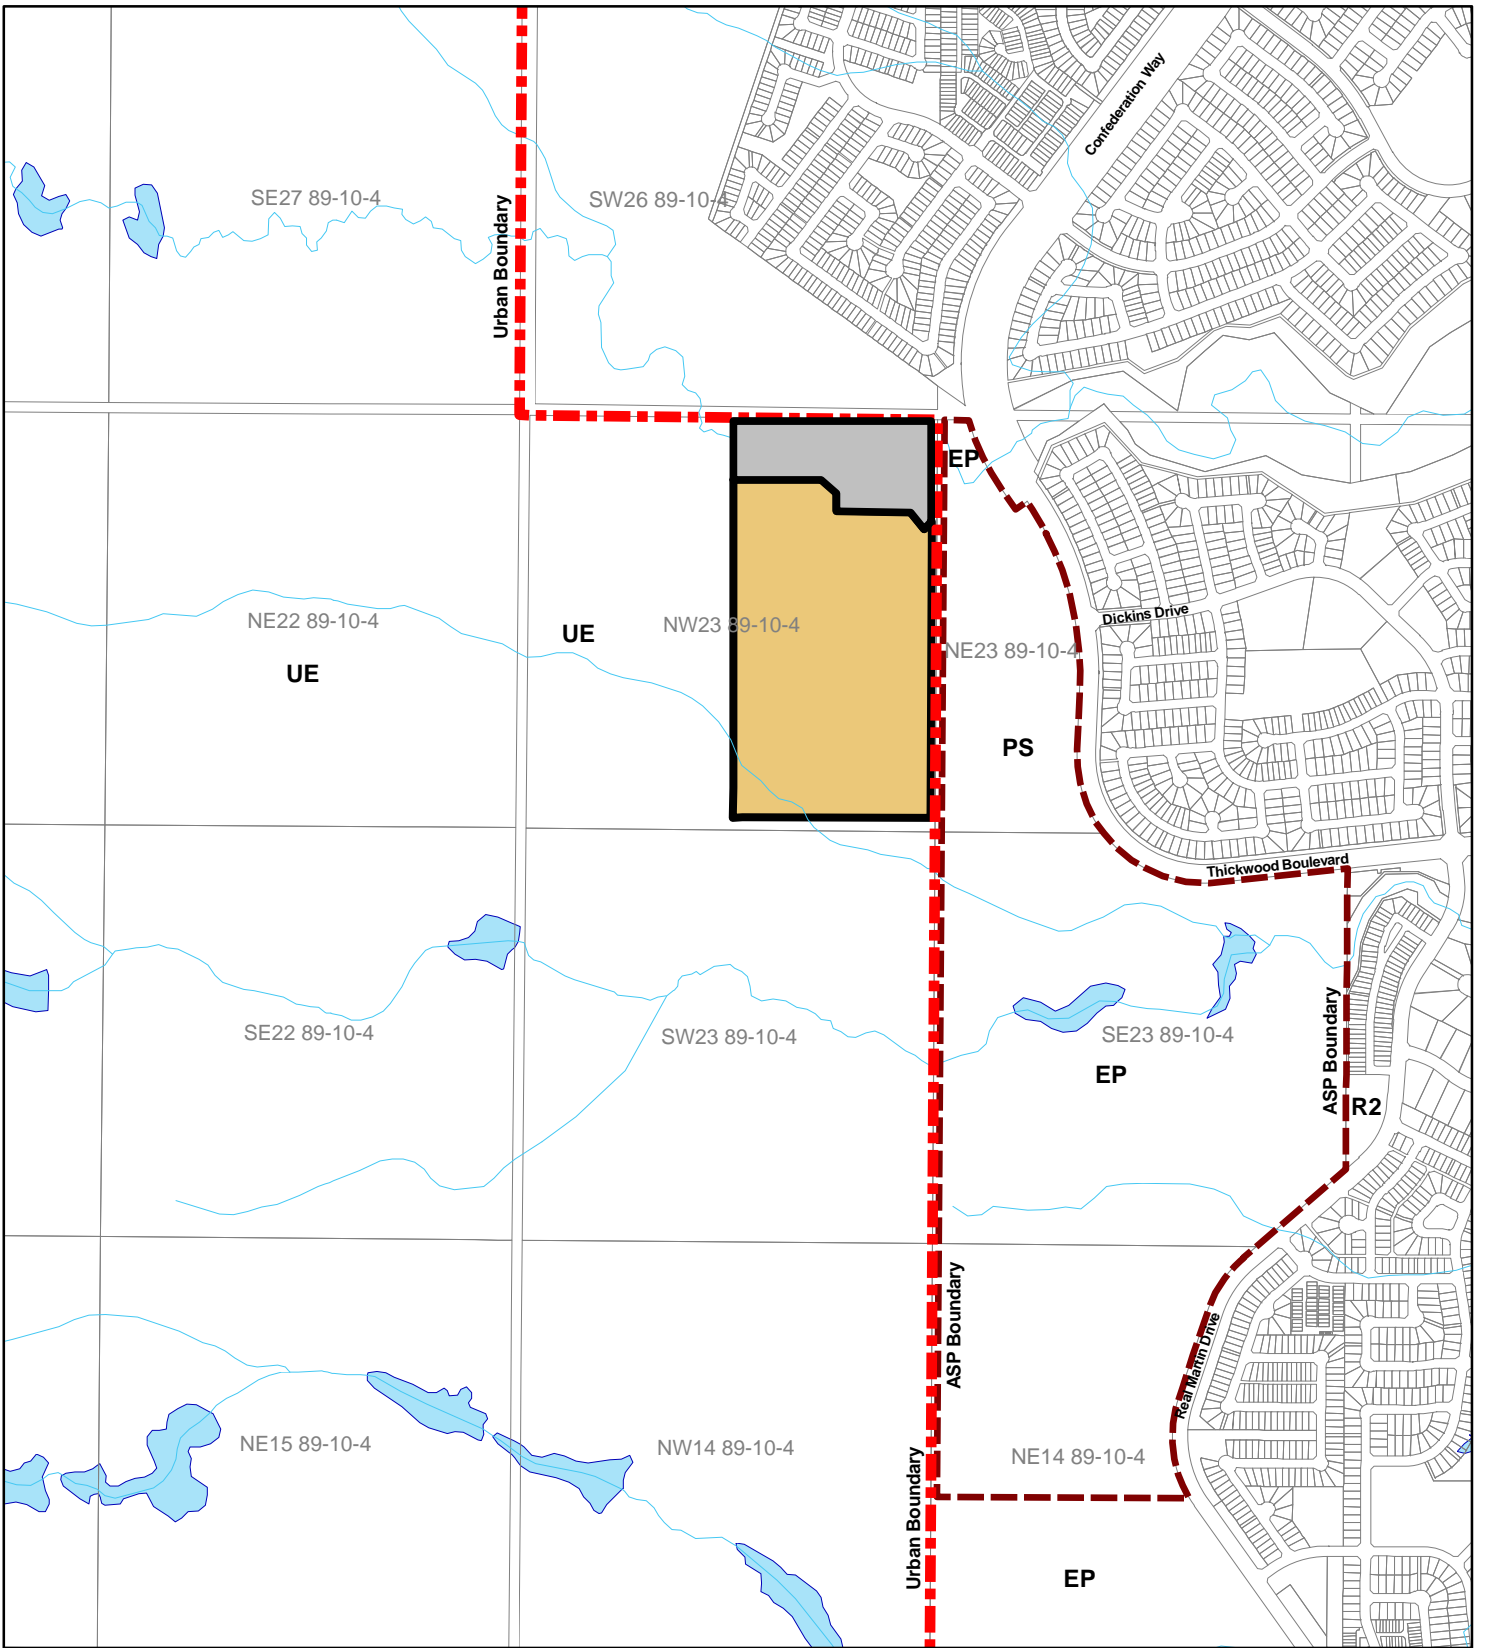 Confederation Way
SE27 89-10-4
SW26 89-10-4
Urban Boundary
EP
Dickins Drive
NE22 89-10-4
UE
NW23 89-10-4
NE23 89-10-4
UE
PS
Thickwood Boulevard
SE22 89-10-4
SW23 89-10-4
SE23 89-10-4
ASP Boundary
EP
R2
ASP Boundary
Real Martin Drive
NE15 89-10-4
NW14 89-10-4
NE14 89-10-4
Urban Boundary
EP